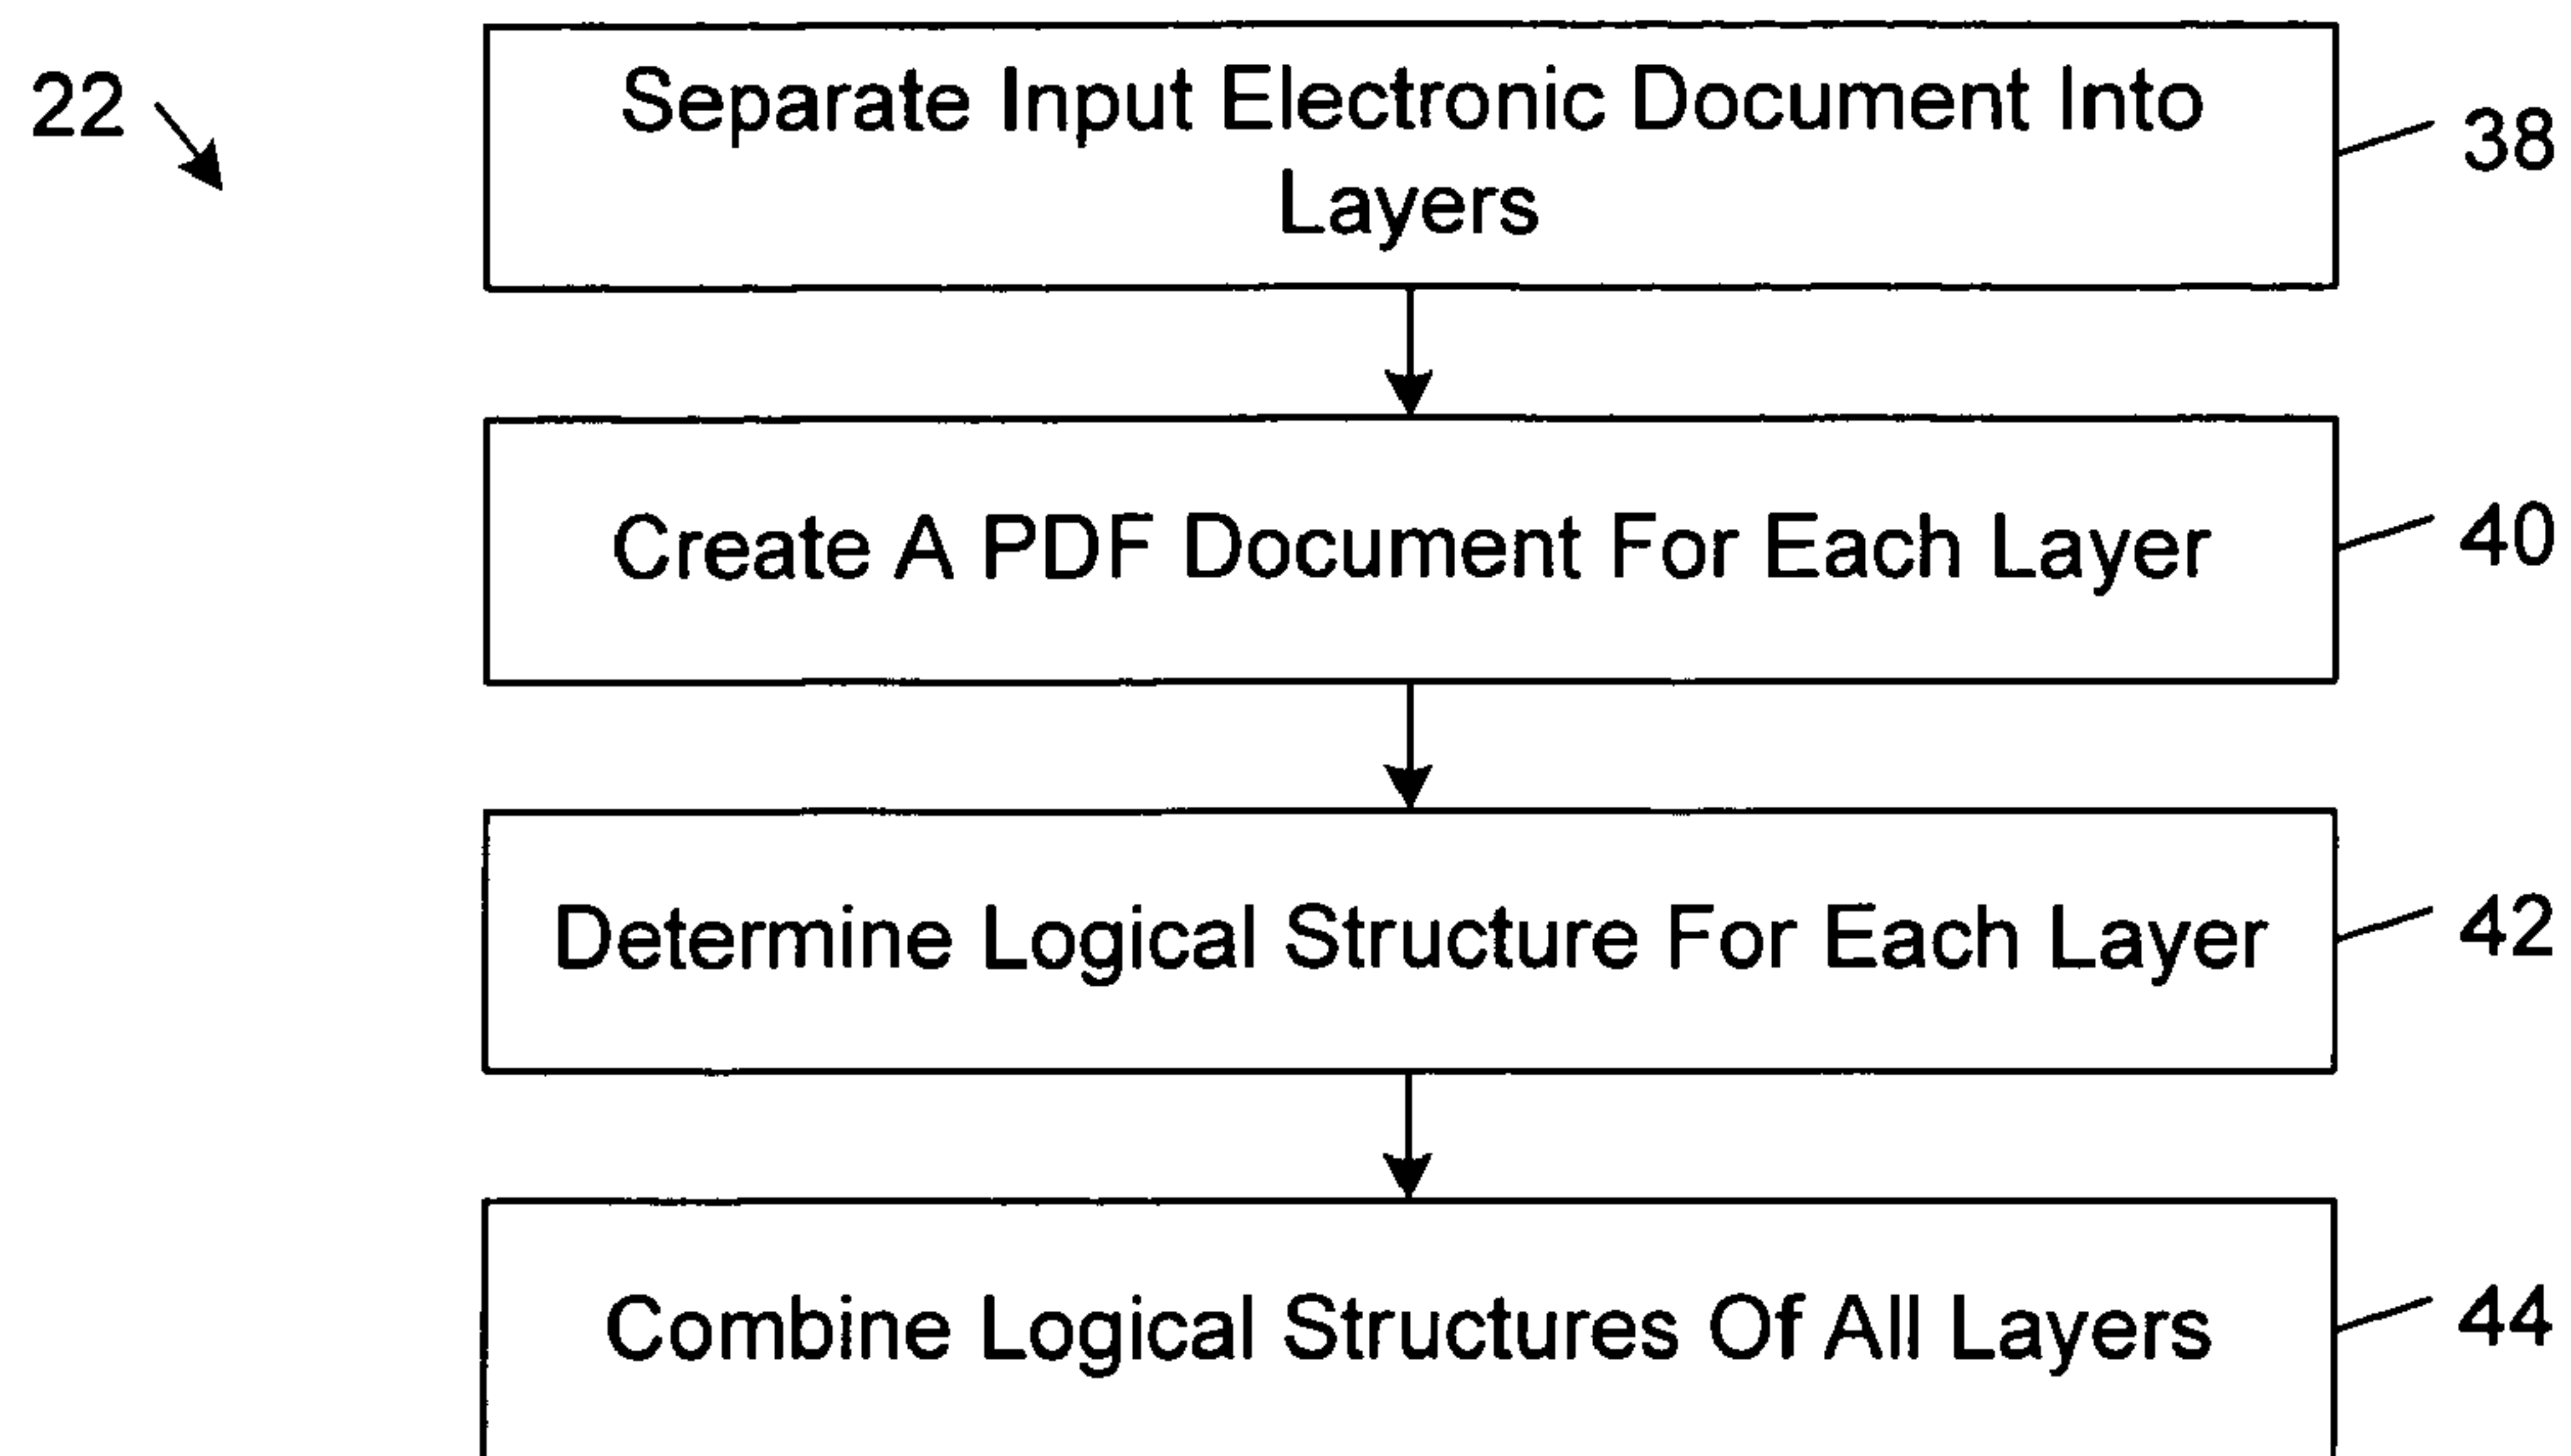 22
Separate Input Electronic Document Into
Layers
38
Create A PDF Document For Each Layer
40
Determine Logical Structure For Each Layer
42
Combine Logical Structures Of All Layers
44